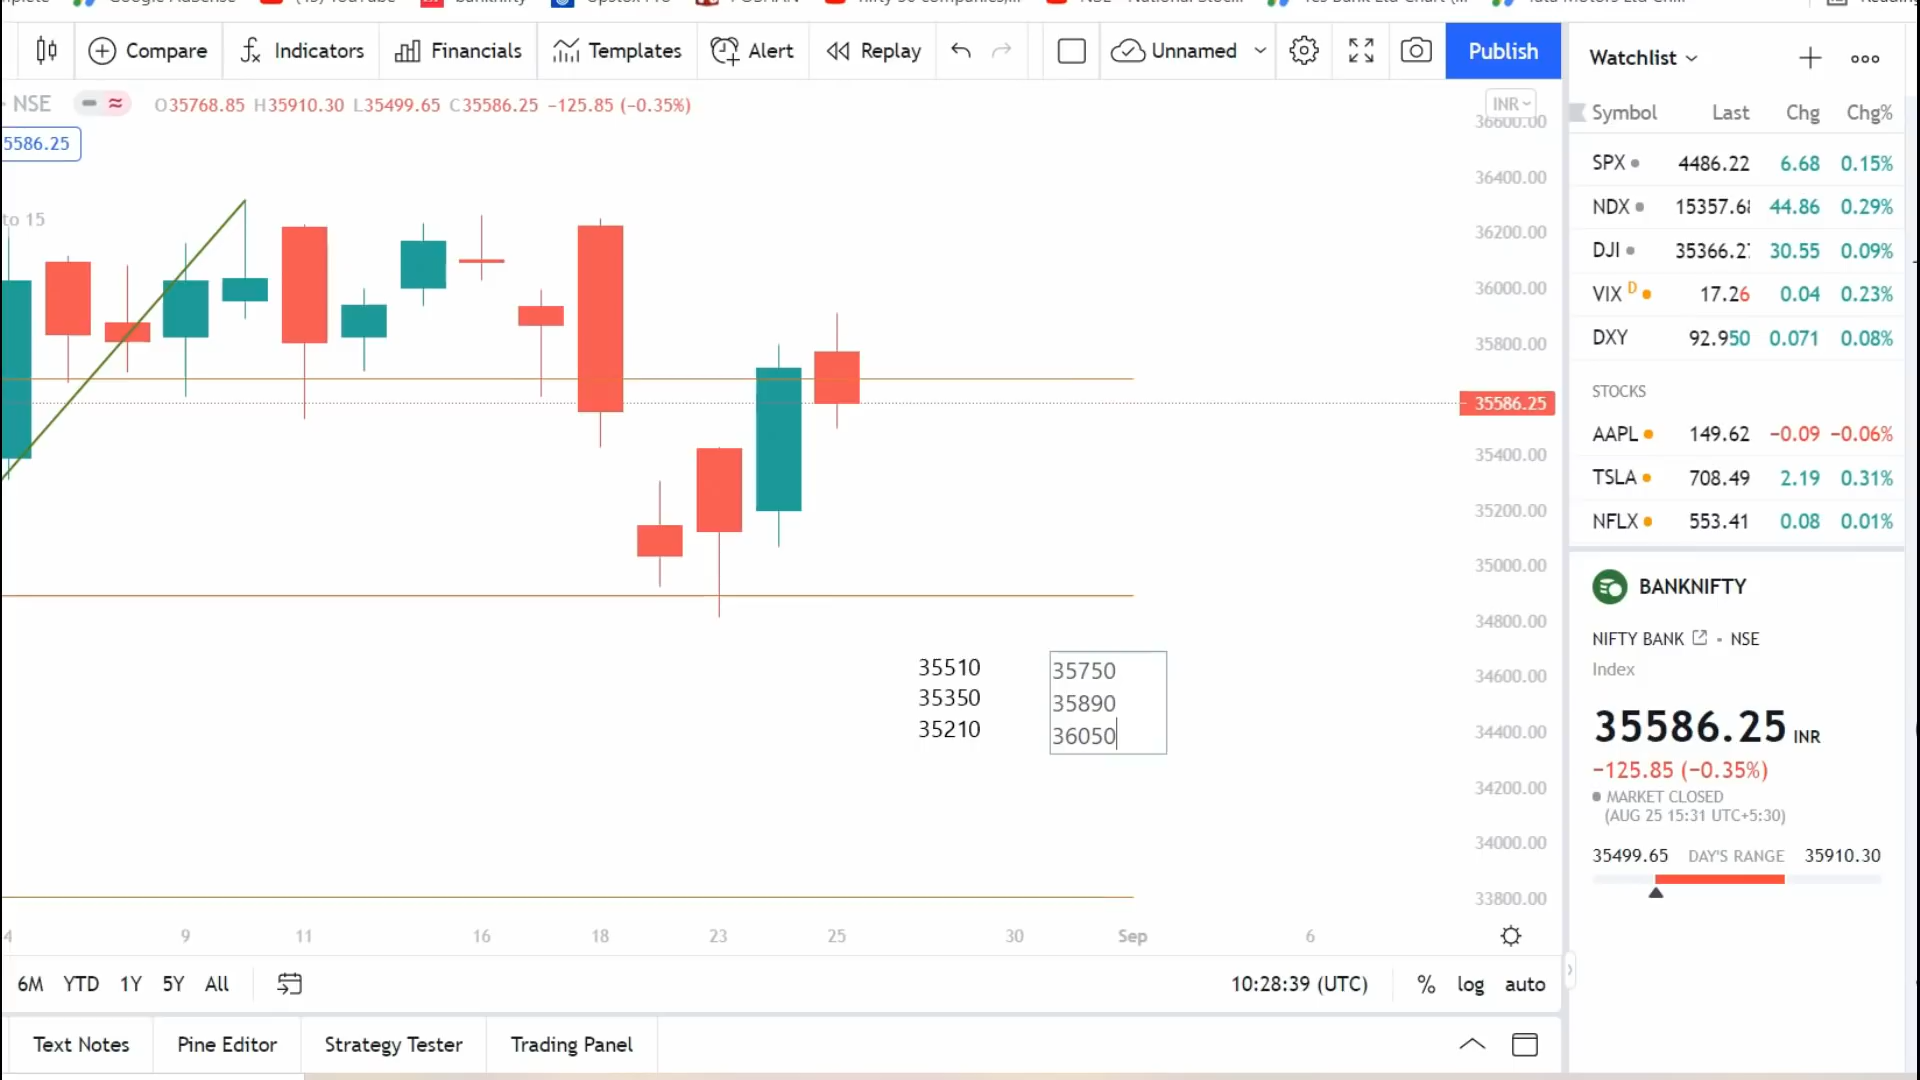 Compare
Indicators
Financials
Templates
Alert
Replay
Unnamed
Publish
Watchlist
NSE
O35768.85 H35910.30 L35499.65 C35586.25 −125.85 (−0.35%)
INR
5586.25
to 15
36600.00
36400.00
36200.00
36000.00
35800.00
35586.25
35400.00
35200.00
35000.00
34800.00
34600.00
34400.00
34200.00
34000.00
33800.00
35510
35350
35210
35750
35890
36050
4 9 11 16 18 23 25 30 Sep 6
6M YTD 1Y 5Y All
10:28:39 (UTC) % log auto
Text Notes Pine Editor Strategy Tester Trading Panel
Symbol Last Chg Chg%
SPX 4486.22 6.68 0.15%
NDX 44.86 0.29%
DJI 30.55 0.09%
VIX D 17.26 0.04 0.23%
DXY 92.950 0.071 0.08%
STOCKS
AAPL 149.62 −0.09 −0.06%
TSLA 708.49 2.19 0.31%
NFLX 553.41 0.08 0.01%
BANKNIFTY
NIFTY BANK NSE
Index
35586.25 INR
−125.85 (−0.35%)
MARKET CLOSED
(AUG 25 15:31 UTC+5:30)
35499.65 DAY'S RANGE 35910.30